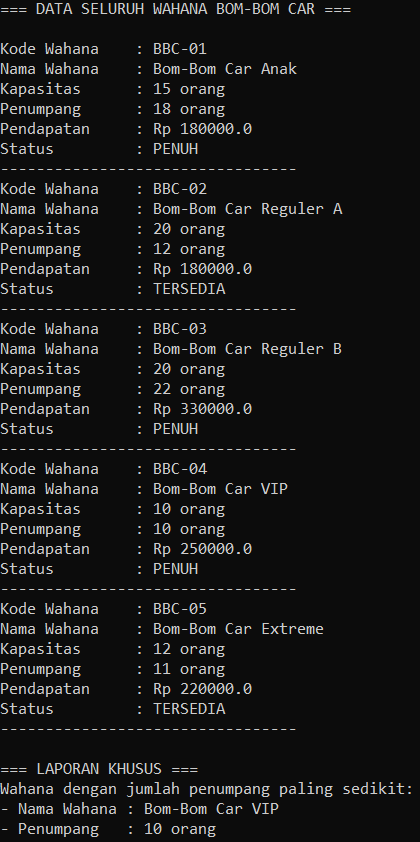 === DATA SELURUH WAHANA BOM-BOM CAR ===
Kode Wahana    : BBC-01
Nama Wahana    : Bom-Bom Car Anak
Kapasitas      : 15 orang
Penumpang      : 18 orang
Pendapatan     : Rp 180000.0
Status         : PENUH
---------------------------------
Kode Wahana    : BBC-02
Nama Wahana    : Bom-Bom Car Reguler A
Kapasitas      : 20 orang
Penumpang      : 12 orang
Pendapatan     : Rp 180000.0
Status         : TERSEDIA
---------------------------------
Kode Wahana    : BBC-03
Nama Wahana    : Bom-Bom Car Reguler B
Kapasitas      : 20 orang
Penumpang      : 22 orang
Pendapatan     : Rp 330000.0
Status         : PENUH
---------------------------------
Kode Wahana    : BBC-04
Nama Wahana    : Bom-Bom Car VIP
Kapasitas      : 10 orang
Penumpang      : 10 orang
Pendapatan     : Rp 250000.0
Status         : PENUH
---------------------------------
Kode Wahana    : BBC-05
Nama Wahana    : Bom-Bom Car Extreme
Kapasitas      : 12 orang
Penumpang      : 11 orang
Pendapatan     : Rp 220000.0
Status         : TERSEDIA
---------------------------------
=== LAPORAN KHUSUS ===
Wahana dengan jumlah penumpang paling sedikit:
- Nama Wahana : Bom-Bom Car VIP
- Penumpang   : 10 orang